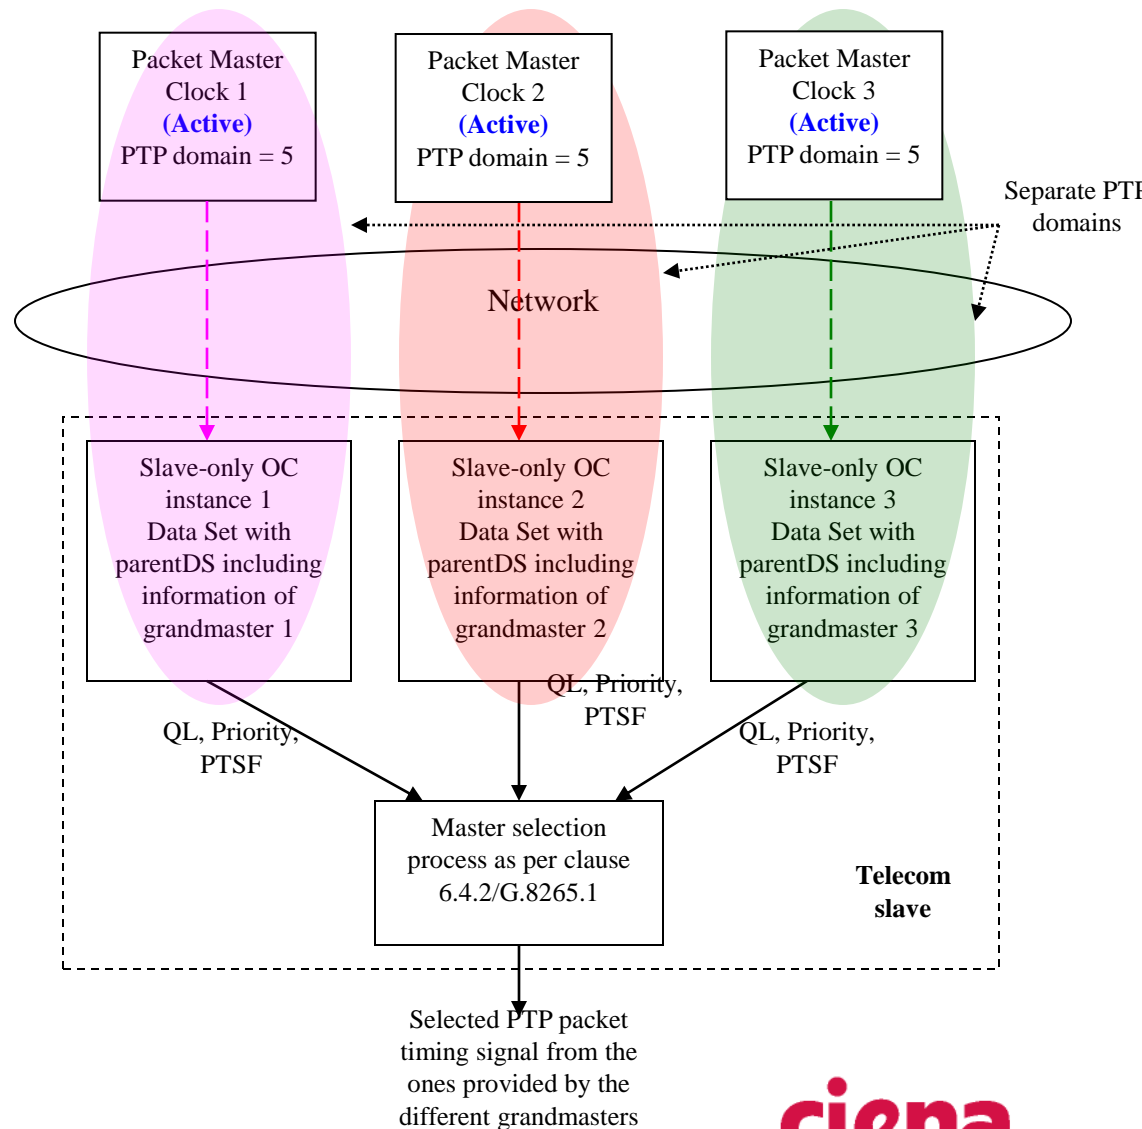 Packet Master
Clock 1
(Active)
PTP domain = 5
Packet Master
Clock 2
(Active)
PTP domain = 5
Packet Master
Clock 3
(Active)
PTP domain = 5
Separate PTP
domains
Network
Slave-only OC
instance 1
Data Set with
parentDS including
information of
grandmaster 1
Slave-only OC
instance 2
Data Set with
parentDS including
information of
grandmaster 2
Slave-only OC
instance 3
Data Set with
parentDS including
information of
grandmaster 3
QL, Priority,
PTSF
QL, Priority,
PTSF
QL, Priority,
PTSF
Master selection
process as per clause
6.4.2/G.8265.1
Telecom
slave
Selected PTP packet
timing signal from the
ones provided by the
different grandmasters
ciena